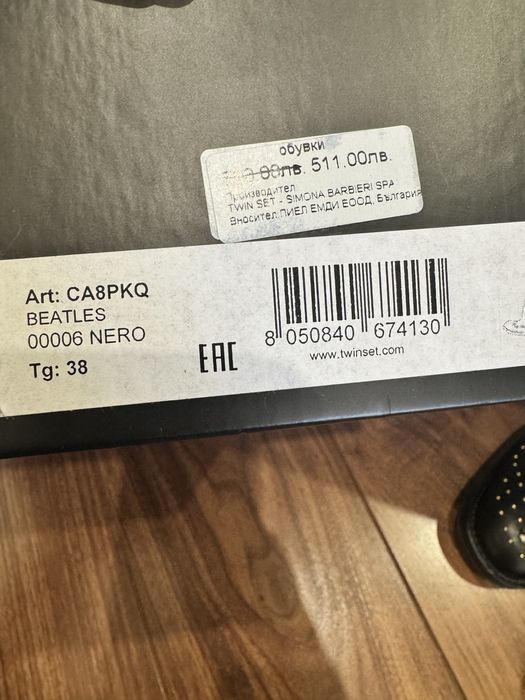 обувки
511.00лв.
Производител
TWIN SET - SIMONA BARBIERI SPA
Вносител:ПИЕЛ ЕМДИ ЕООД, България
Art: CA8PKQ
BEATLES
00006 NERO
Tg: 38
EAC
8 050840 674130
www.twinset.com